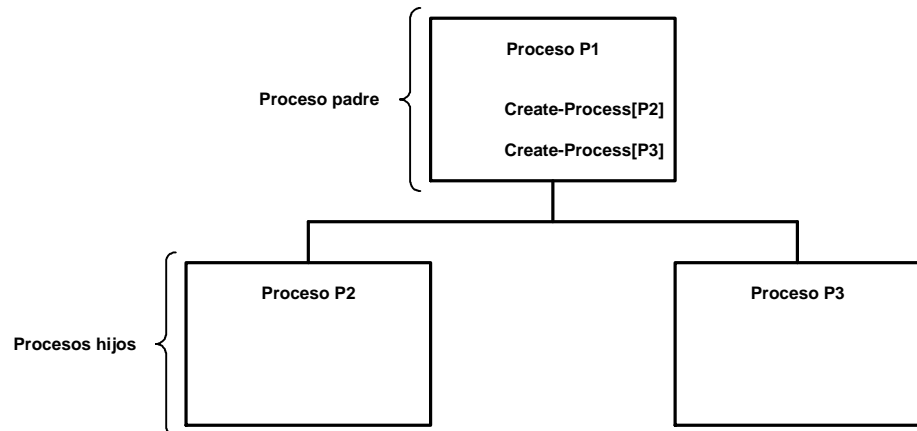 Proceso P1
Proceso padre
Create-Process[P2]
Create-Process[P3]
Proceso P2
Proceso P3
Procesos hijos